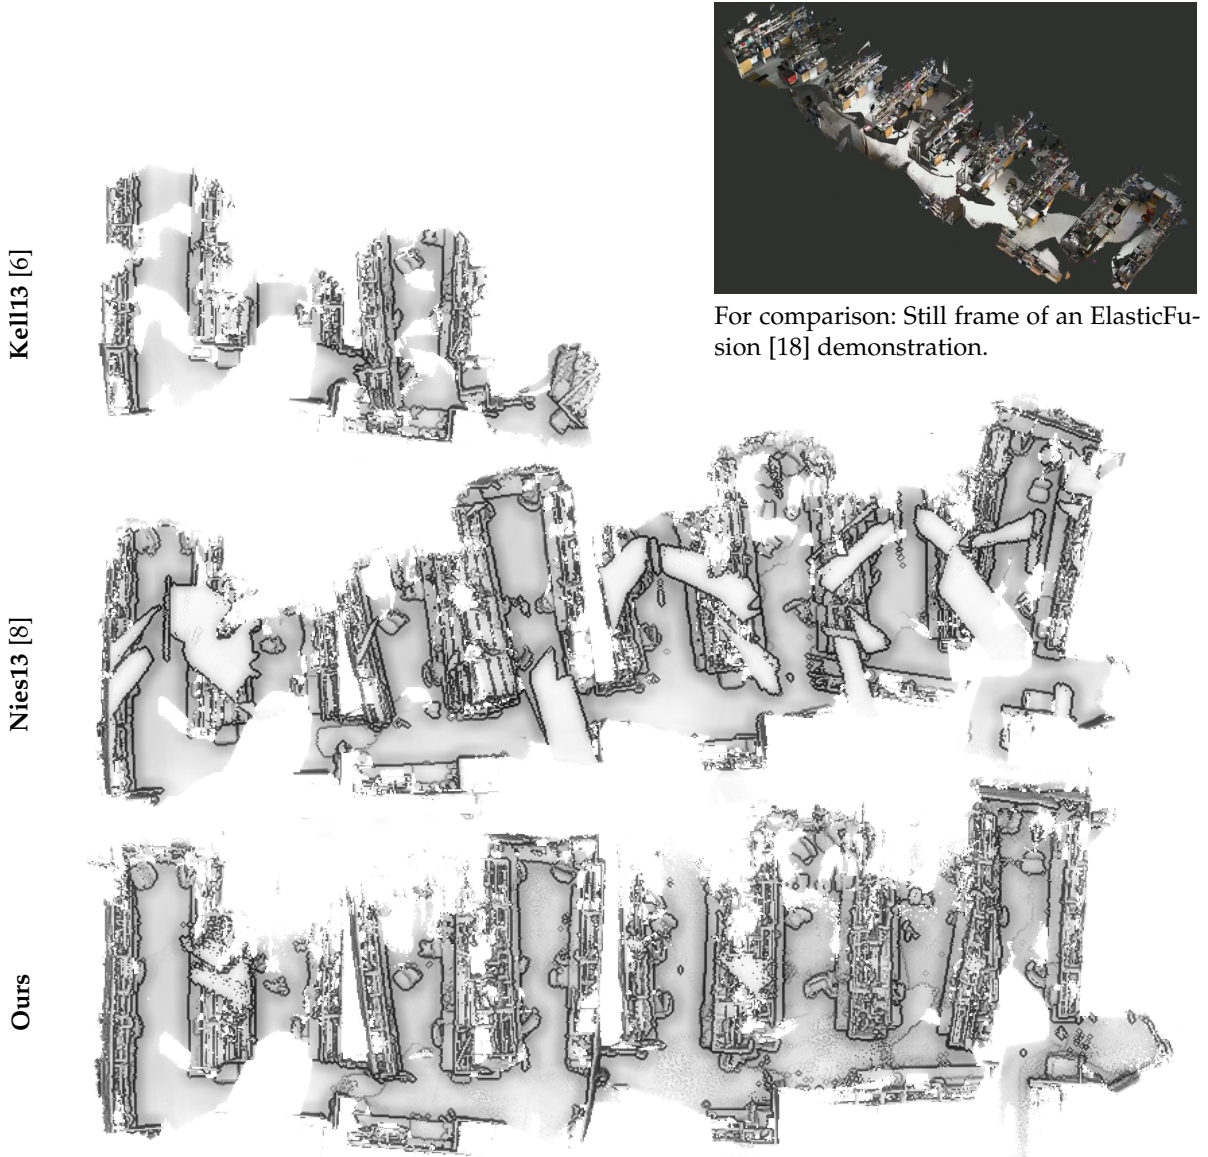 For comparison: Still frame of an ElasticFu-
sion [18] demonstration.
Kell13 [6]
Nies13 [8]
Ours